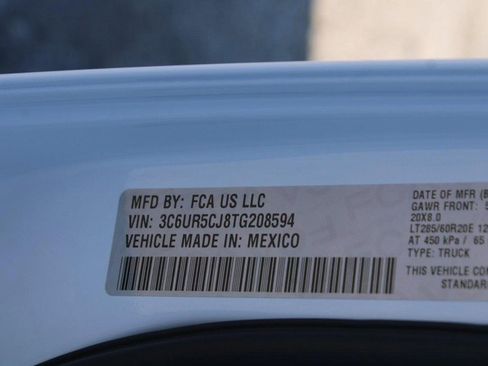 MFD BY: FCA US LLC
VIN: 3C6UR5CJ8TG208594
VEHICLE MADE IN: MEXICO
DATE OF MFR
GAWR FRONT:
20X8.0
LT285/60R20E
AT 450 kPa / 65
TYPE: TRUCK
THIS VEHICLE